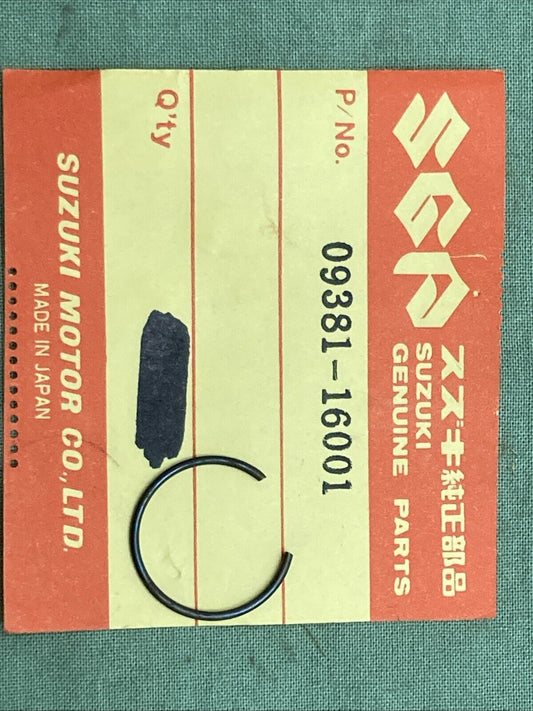 SGP
スズキ純正部品
SUZUKI
GENUINE PARTS
P/No.
09381-16001
Q'ty
SUZUKI MOTOR CO., LTD.
MADE IN JAPAN